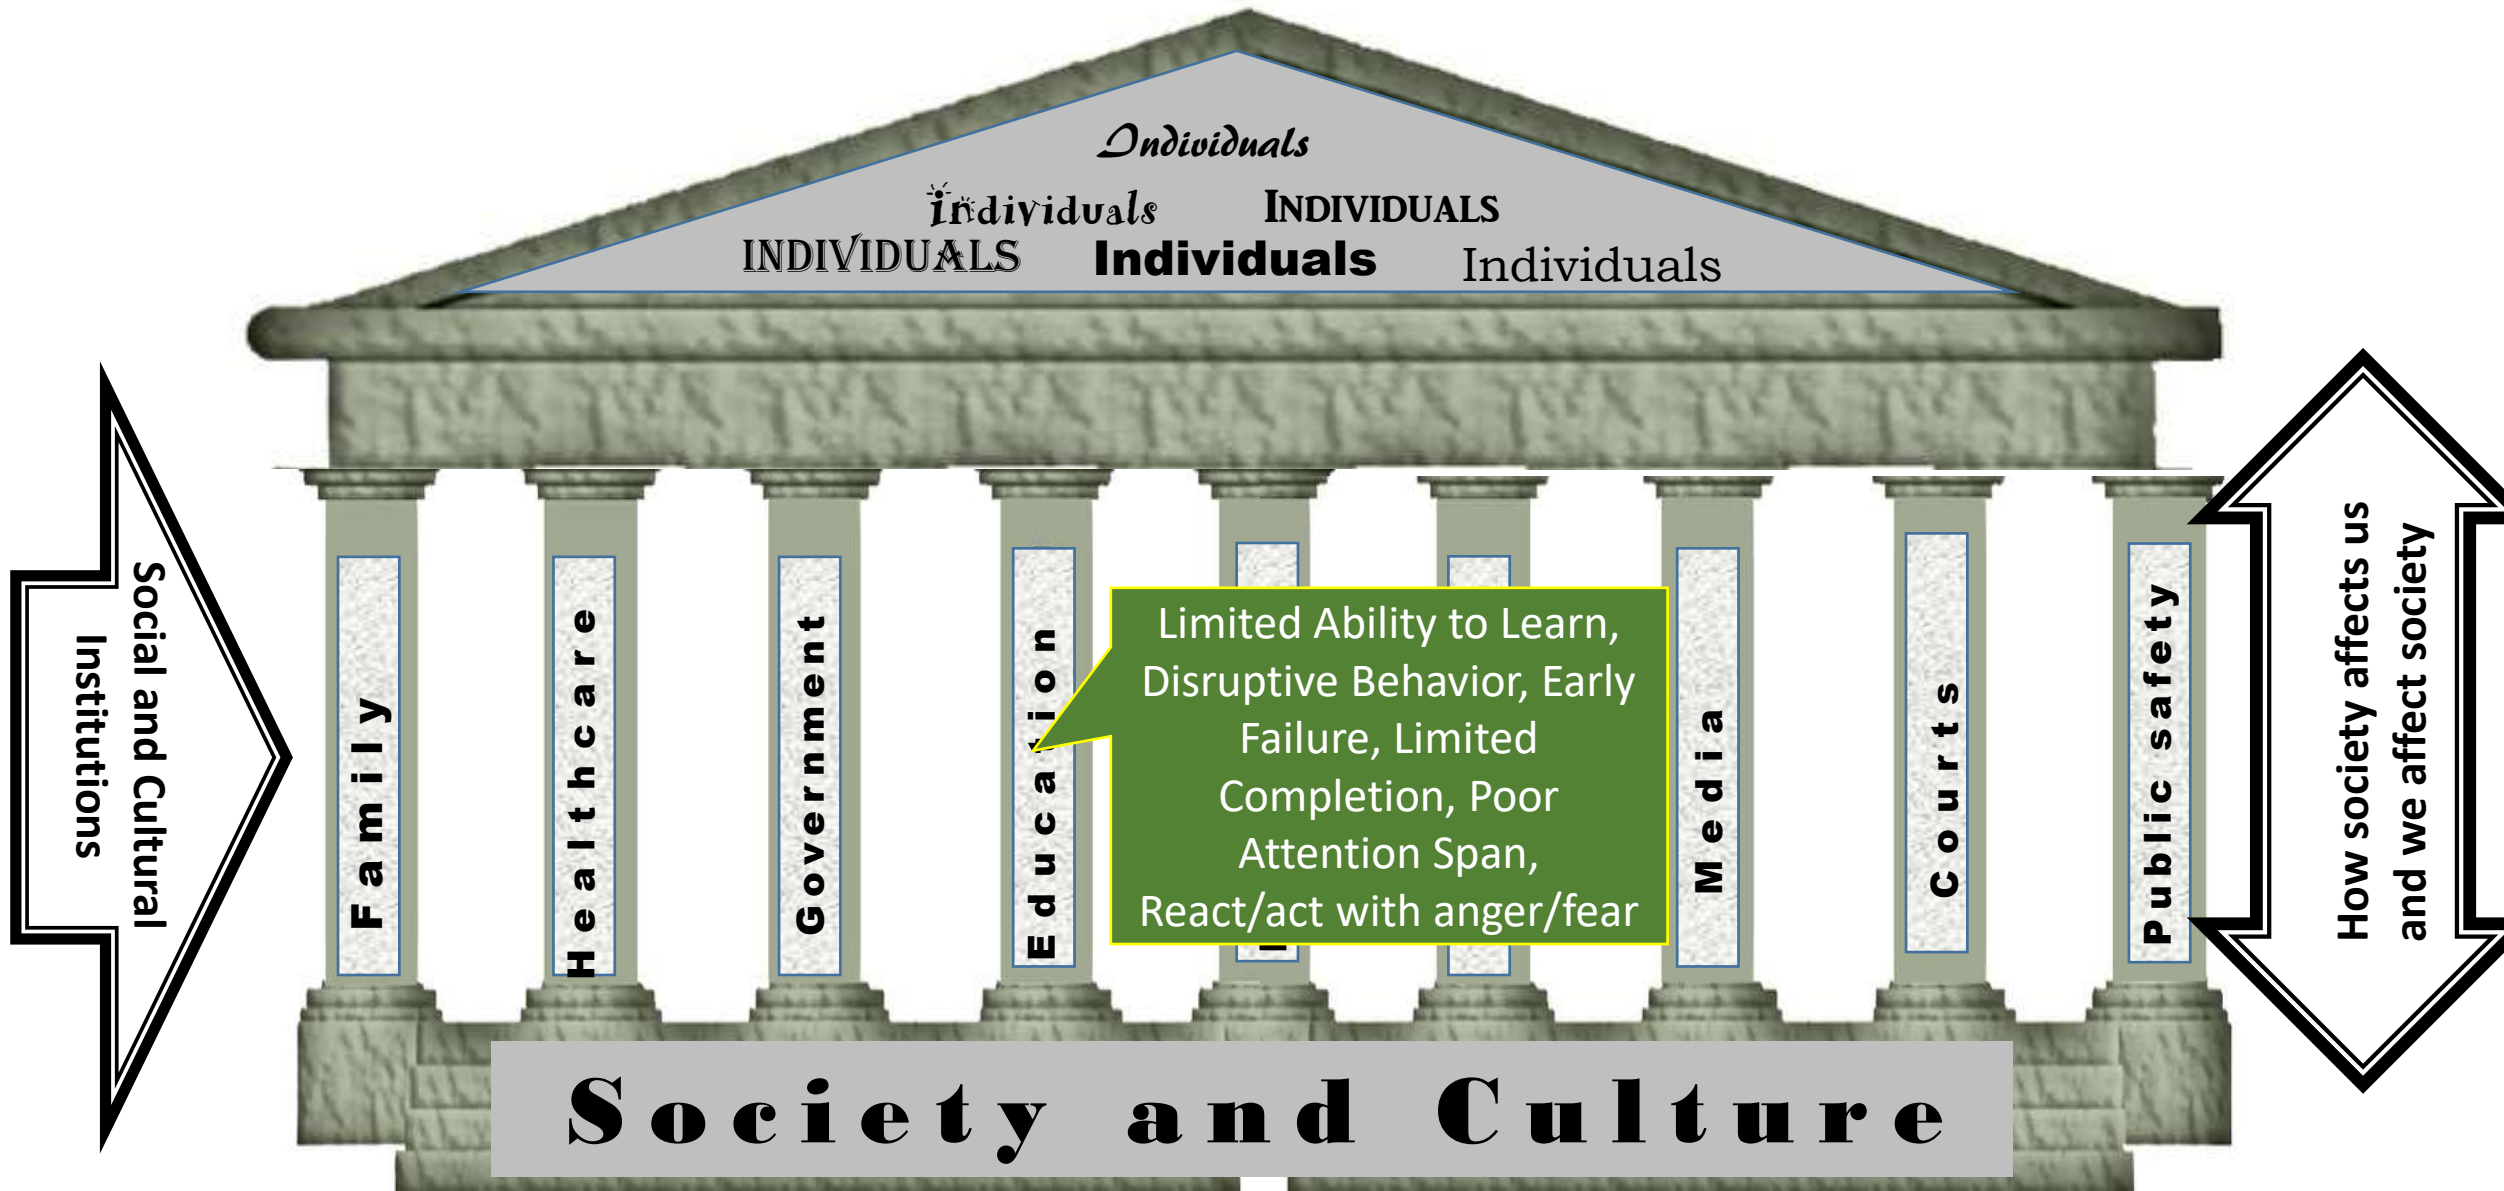 Individuals
Individuals
INDIVIDUALS
INDIVIDUALS
Individuals
Individuals
Social and Cultural
Institutions
Family
Healthcare
Government
Education
Limited Ability to Learn,
Disruptive Behavior, Early
Failure, Limited
Completion, Poor
Attention Span,
React/act with anger/fear
Media
Courts
Public safety
How society affects us
and we affect society
Society and Culture